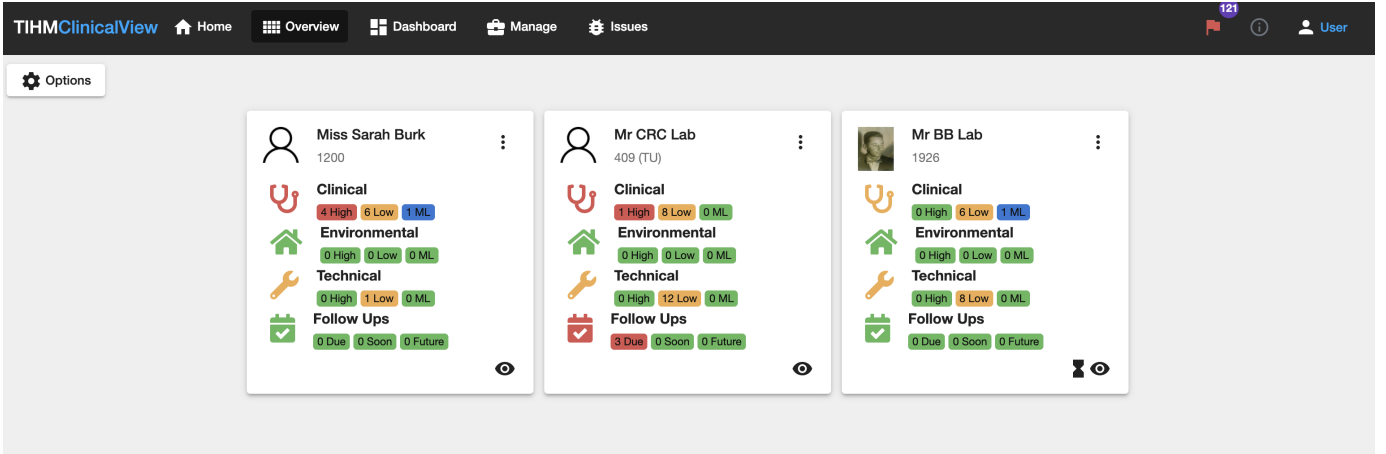 TIHMClinicalView Home Overview Dashboard Manage Issues 121 User
Options
Miss Sarah Burk
1200
Clinical
4 High 6 Low 1 ML
Environmental
0 High 0 Low 0 ML
Technical
0 High 1 Low 0 ML
Follow Ups
0 Due 0 Soon 0 Future
Mr CRC Lab
409 (TU)
Clinical
1 High 8 Low 0 ML
Environmental
0 High 0 Low 0 ML
Technical
0 High 12 Low 0 ML
Follow Ups
3 Due 0 Soon 0 Future
Mr BB Lab
1926
Clinical
0 High 6 Low 1 ML
Environmental
0 High 0 Low 0 ML
Technical
0 High 8 Low 0 ML
Follow Ups
0 Due 0 Soon 0 Future